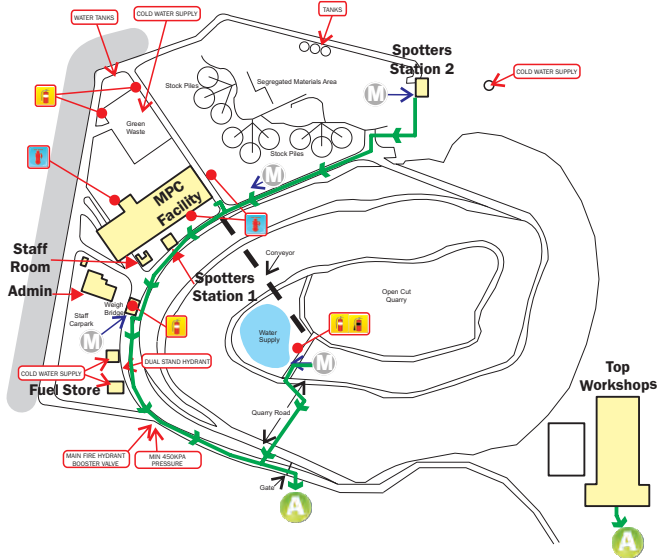 WATER TANKS
COLD WATER SUPPLY
TANKS
Spotters
Station 2
COLD WATER SUPPLY
Stock Piles
Segregated Materials Area
M
Green
Waste
Stock Piles
M
MPC
Facility
Staff
Room
Conveyor
Spotters
Station 1
Admin
Open Cut
Quarry
Weigh
Bridge
Staff
Carpark
M
Water
Supply
M
DUAL STAND HYDRANT
COLD WATER SUPPLY
Fuel Store
Top
Workshops
Quarry Road
MAIN FIRE HYDRANT
BOOSTER VALVE
MIN 450KPA
PRESSURE
Gate
A
A